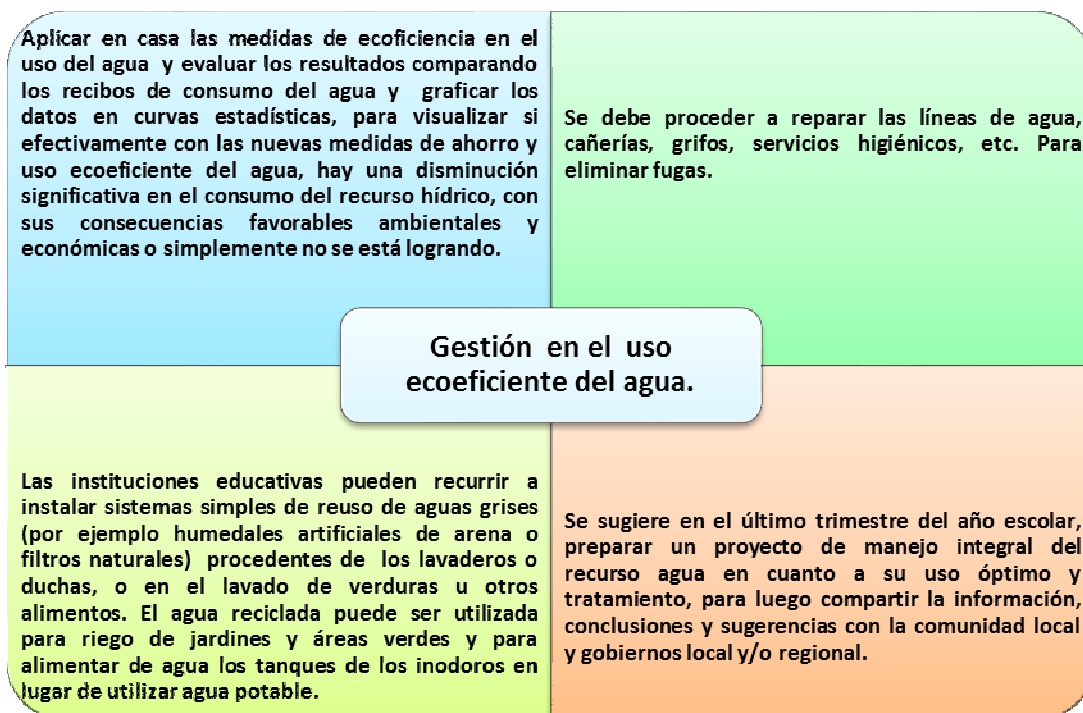 Aplicar en casa las medidas de ecoficiencia en el
uso del agua y evaluar los resultados comparando
los recibos de consumo del agua y graficar los
datos en curvas estadísticas, para visualizar si
efectivamente con las nuevas medidas de ahorro y
uso ecoeficiente del agua, hay una disminución
significativa en el consumo del recurso hídrico, con
sus consecuencias favorables ambientales y
económicas o simplemente no se está logrando.
Se debe proceder a reparar las líneas de agua,
cañerías, grifos, servicios higiénicos, etc. Para
eliminar fugas.
Gestión en el uso
ecoeficiente del agua.
Las instituciones educativas pueden recurrir a
instalar sistemas simples de reuso de aguas grises
(por ejemplo humedales artificiales de arena o
filtros naturales) procedentes de los lavaderos o
duchas, o en el lavado de verduras u otros
alimentos. El agua reciclada puede ser utilizada
para riego de jardines y áreas verdes y para
alimentar de agua los tanques de los inodoros en
lugar de utilizar agua potable.
Se sugiere en el último trimestre del año escolar,
preparar un proyecto de manejo integral del
recurso agua en cuanto a su uso óptimo y
tratamiento, para luego compartir la información,
conclusiones y sugerencias con la comunidad local
y gobiernos local y/o regional.